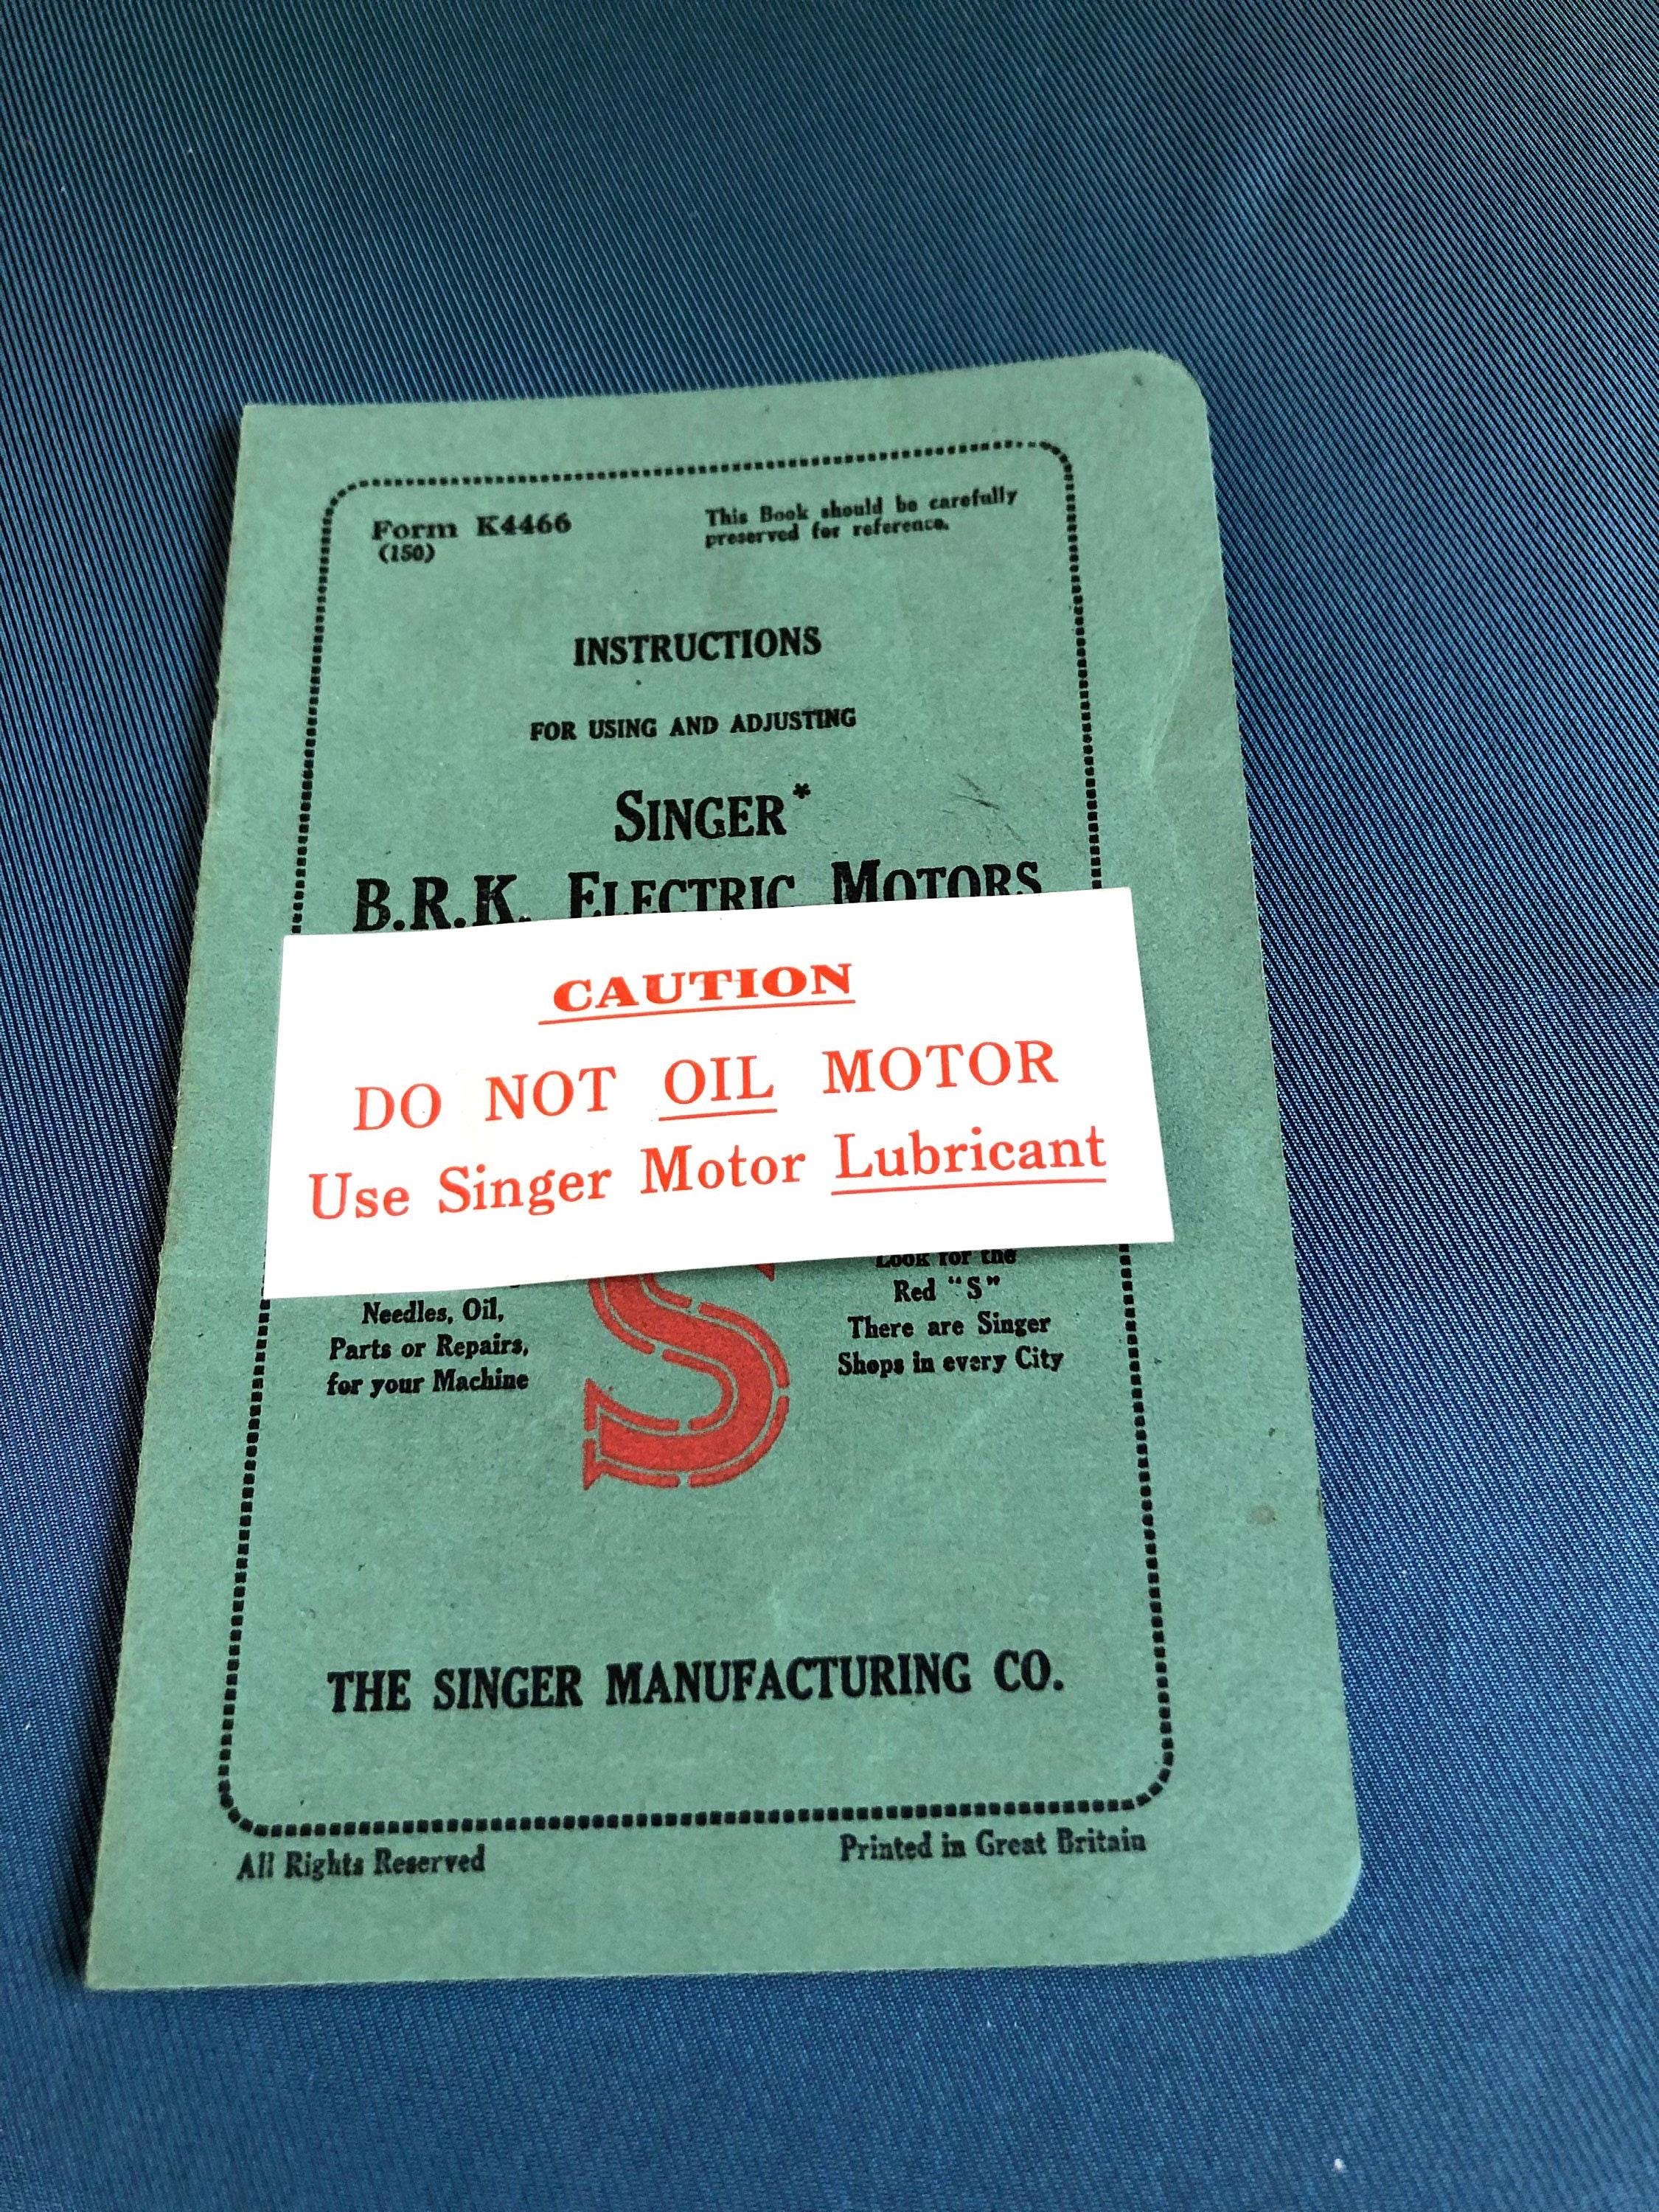 Form K4466
(150)
This Book should be carefully
preserved for reference.
INSTRUCTIONS
FOR USING AND ADJUSTING
SINGER*
B.R.K. ELECTRIC MOTORS
CAUTION
DO NOT OIL MOTOR
Use Singer Motor Lubricant
Needles, Oil,
Parts or Repairs,
for your Machine
S
Look for the
Red "S"
There are Singer
Shops in every City
THE SINGER MANUFACTURING CO.
All Rights Reserved
Printed in Great Britain